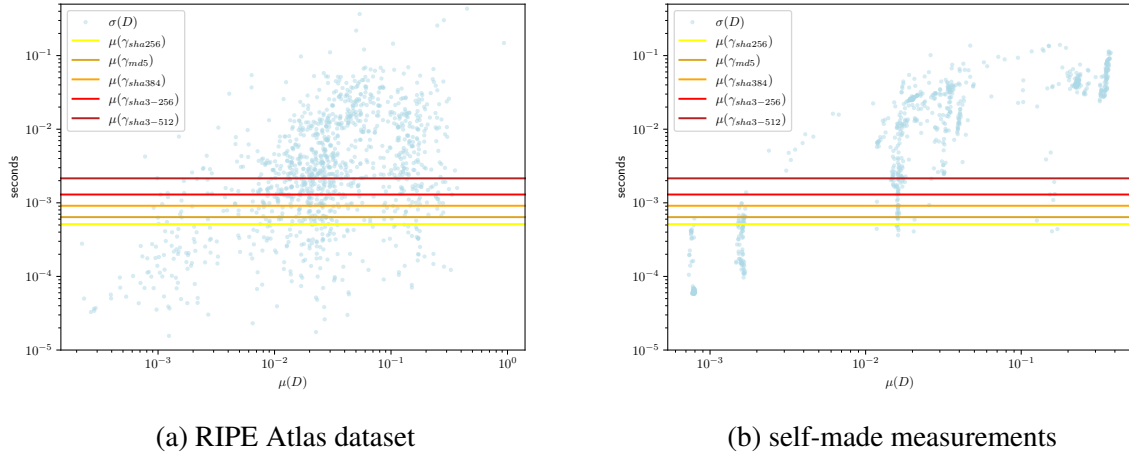 σ(D)
μ(γsha256)
μ(γmd5)
μ(γsha384)
μ(γsha3−256)
μ(γsha3−512)
10⁻¹
10⁻²
10⁻³
10⁻⁴
10⁻⁵
seconds
10⁻³
10⁻²
10⁻¹
10⁰
μ(D)
(a) RIPE Atlas dataset
σ(D)
μ(γsha256)
μ(γmd5)
μ(γsha384)
μ(γsha3−256)
μ(γsha3−512)
10⁻¹
10⁻²
10⁻³
10⁻⁴
10⁻⁵
seconds
10⁻³
10⁻²
10⁻¹
μ(D)
(b) self-made measurements